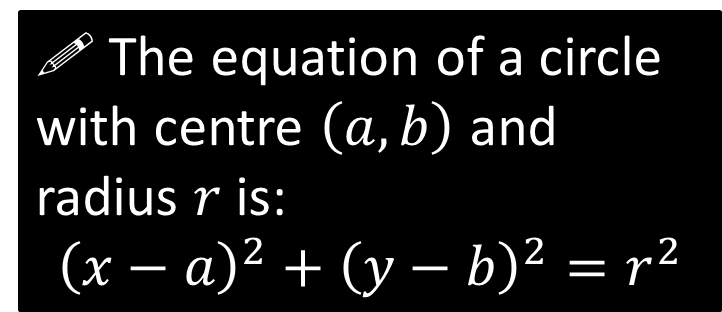 The equation of a circle
with centre (a, b) and
radius r is:
(x − a)² + (y − b)² = r²